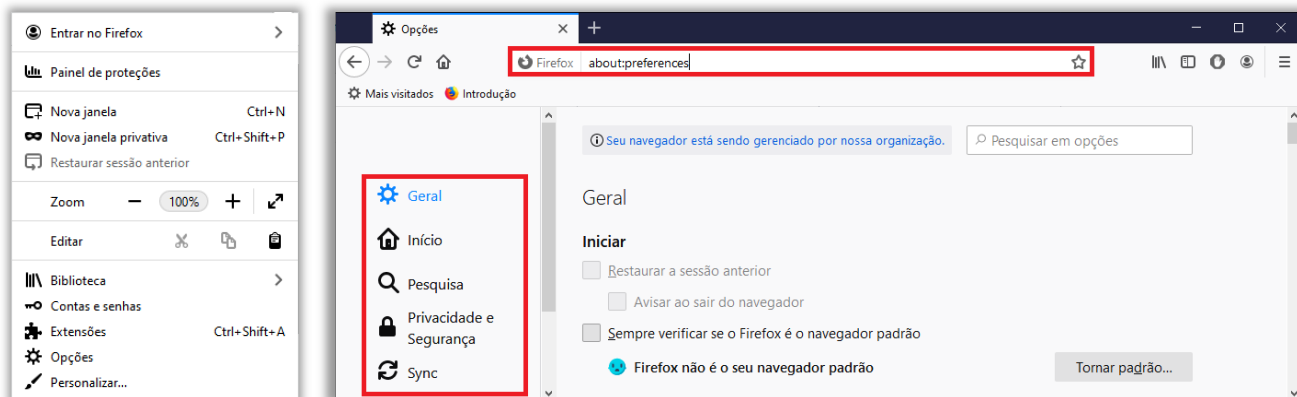 Entrar no Firefox
Painel de proteções
Nova janela Ctrl+N
Nova janela privativa Ctrl+Shift+P
Restaurar sessão anterior
Zoom 100%
Editar
Biblioteca
Contas e senhas
Extensões Ctrl+Shift+A
Opções
Personalizar...
Opções
Firefox about:preferences
Mais visitados Introdução
Seu navegador está sendo gerenciado por nossa organização. Pesquisar em opções
Geral
Início
Pesquisa
Privacidade e
Segurança
Sync
Geral
Iniciar
Restaurar a sessão anterior
Avisar ao sair do navegador
Sempre verificar se o Firefox é o navegador padrão
Firefox não é o seu navegador padrão Tornar padrão...